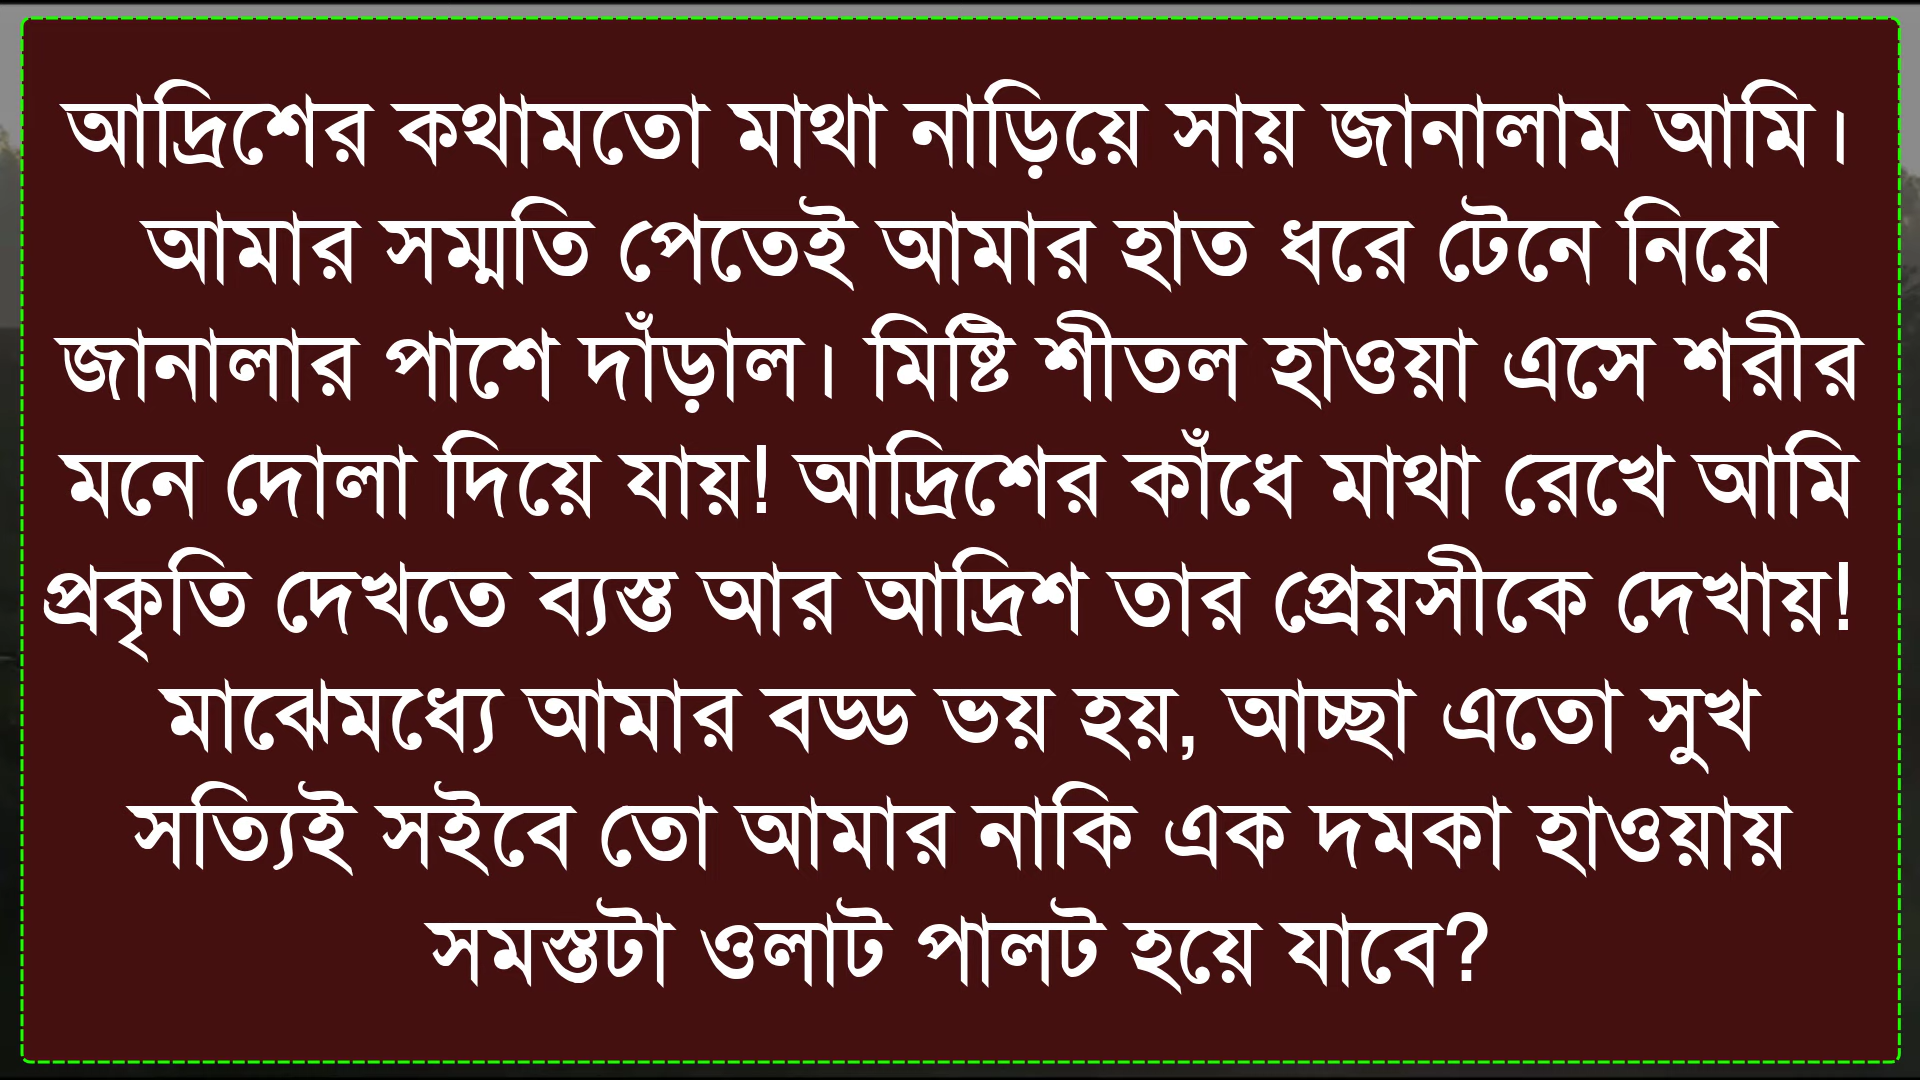 আদ্রিশের কথামতো মাথা নাড়িয়ে সায় জানালাম আমি।
আমার সম্মতি পেতেই আমার হাত ধরে টেনে নিয়ে
জানালার পাশে দাঁড়াল। মিষ্টি শীতল হাওয়া এসে শরীর
মনে দোলা দিয়ে যায়! আদ্রিশের কাঁধে মাথা রেখে আমি
প্রকৃতি দেখতে ব্যস্ত আর আদ্রিশ তার প্রেয়সীকে দেখায়!
মাঝেমধ্যে আমার বড্ড ভয় হয়, আচ্ছা এতো সুখ
সত্যিই সইবে তো আমার নাকি এক দমকা হাওয়ায়
সমস্তটা ওলাট পালট হয়ে যাবে?